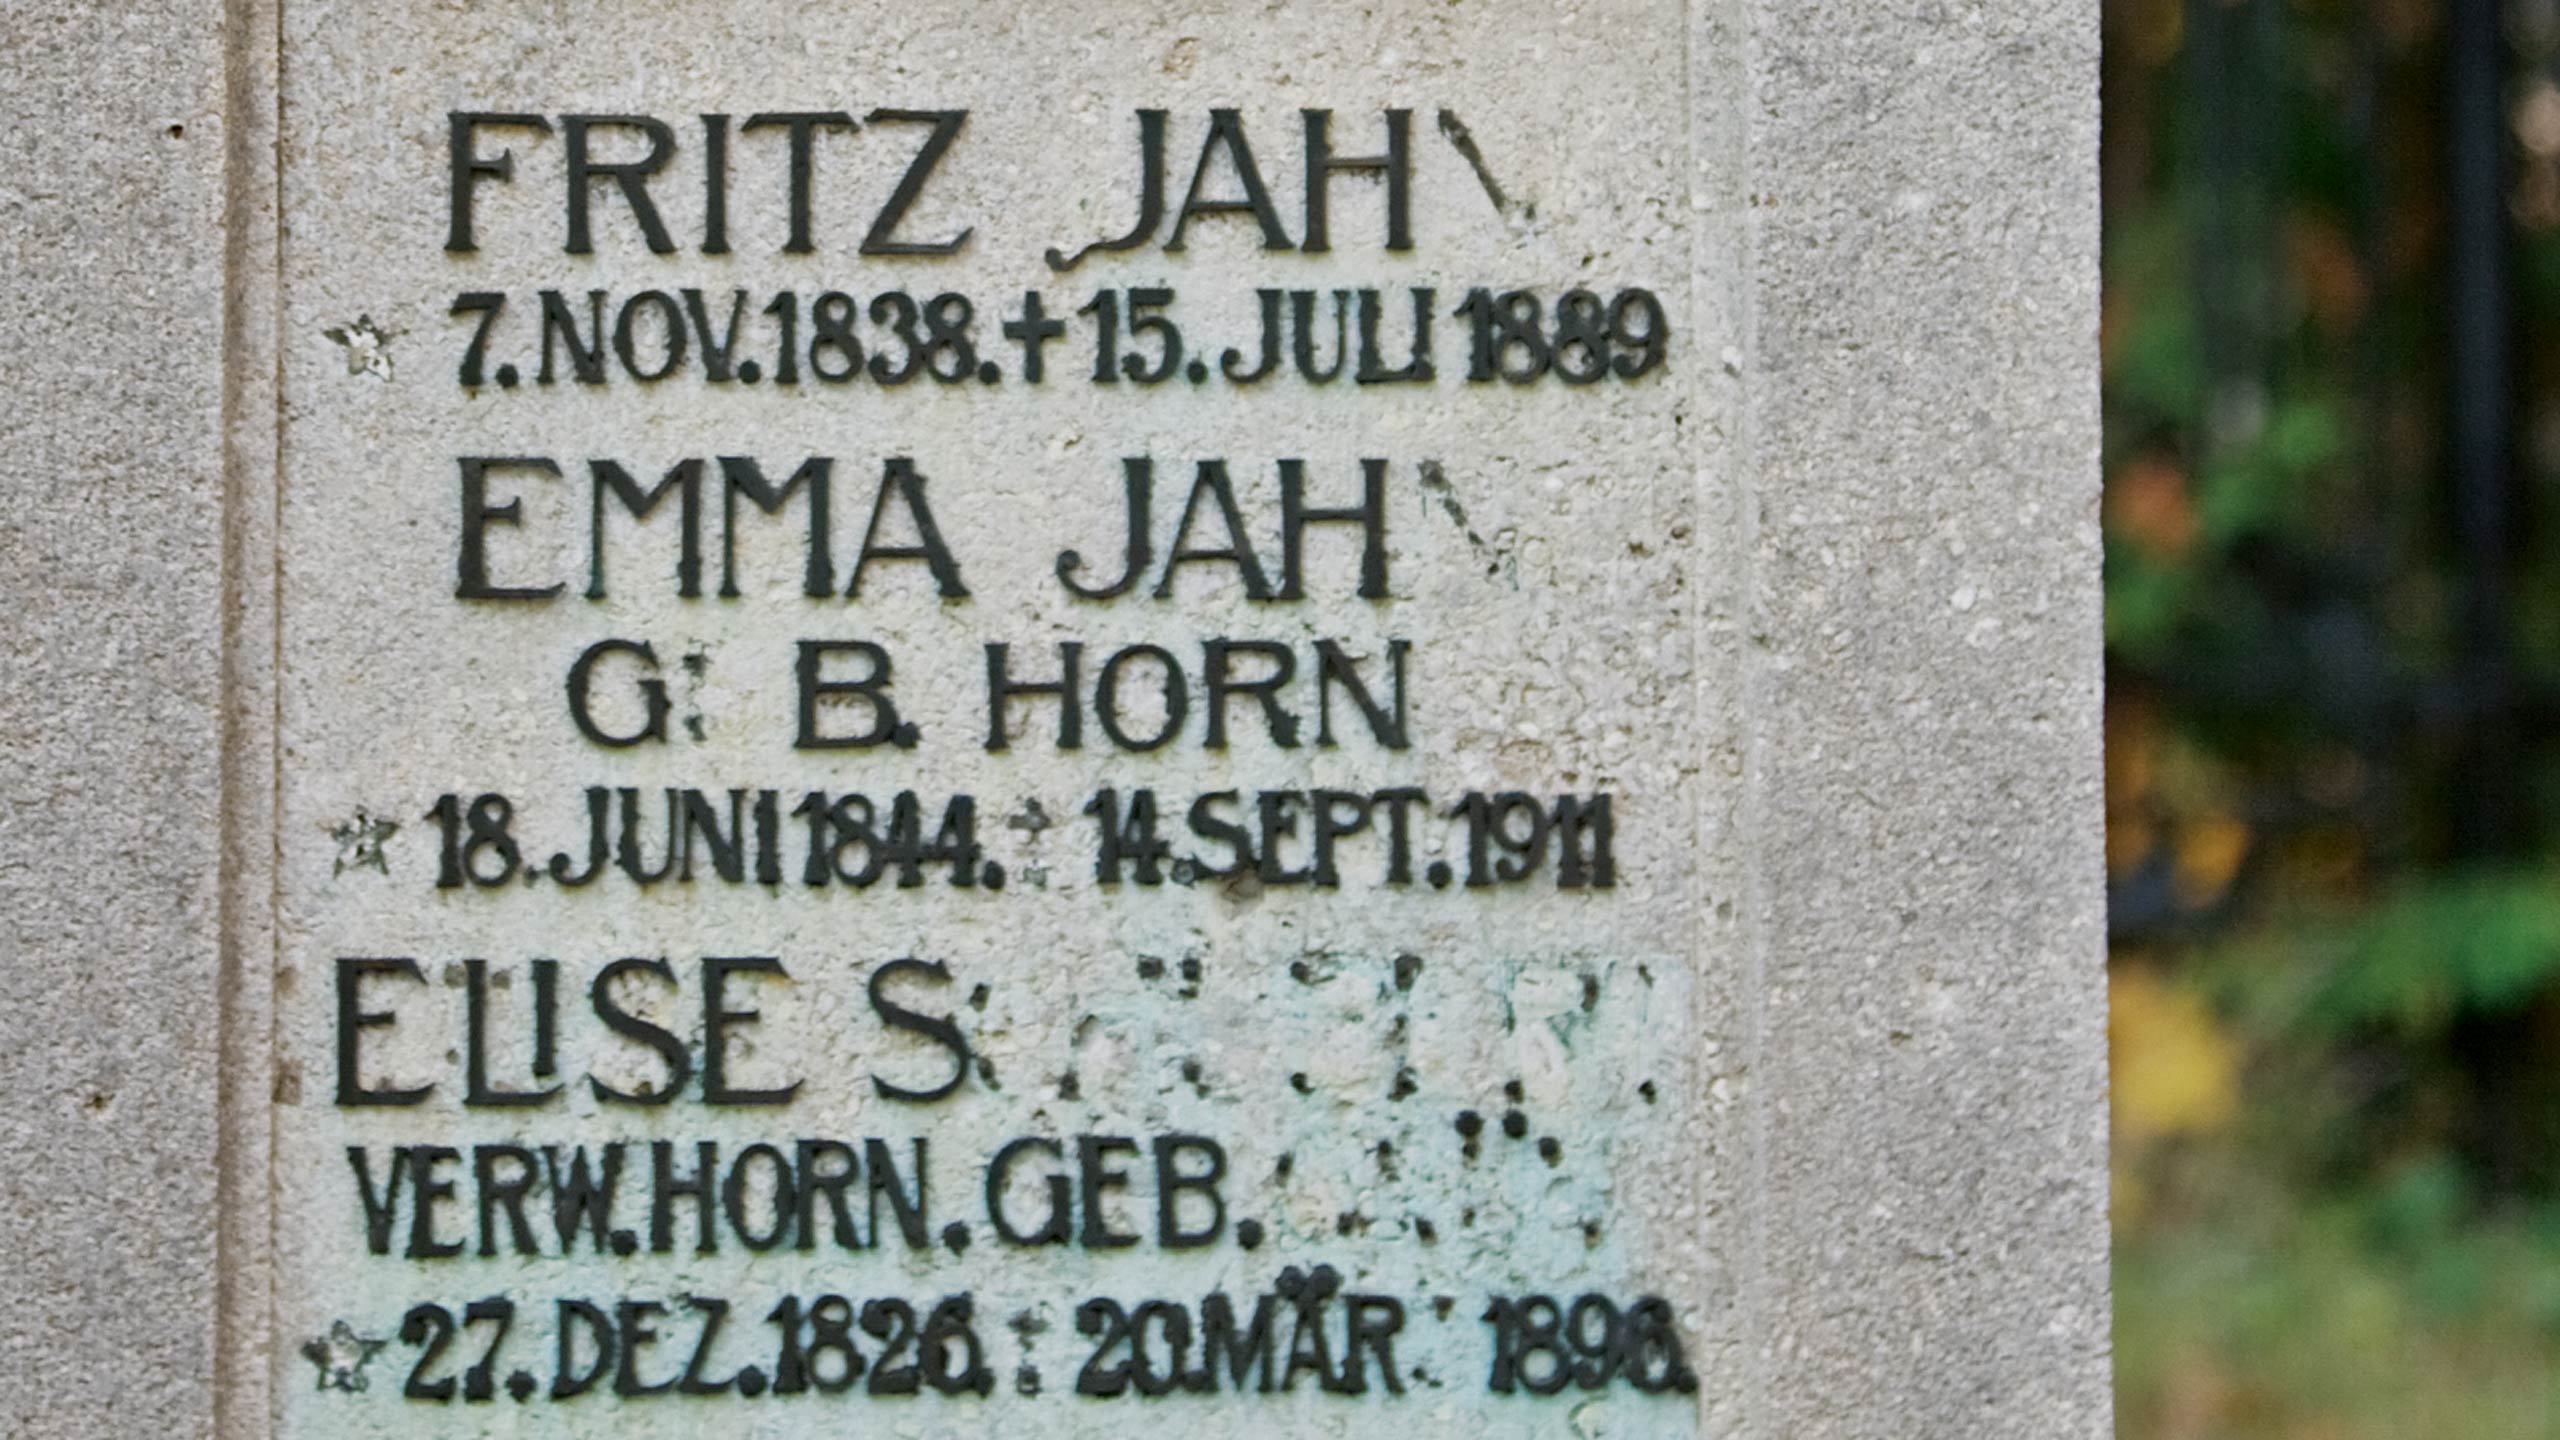 FRITZ JAH
7. NOV. 1838. † 15. JULI 1889
EMMA JAH
G B. HORN
18. JUNI 1844. † 14. SEPT. 1911
ELISE S
VERW. HORN. GEB.
27. DEZ. 1826. 20. MÄR 1896.